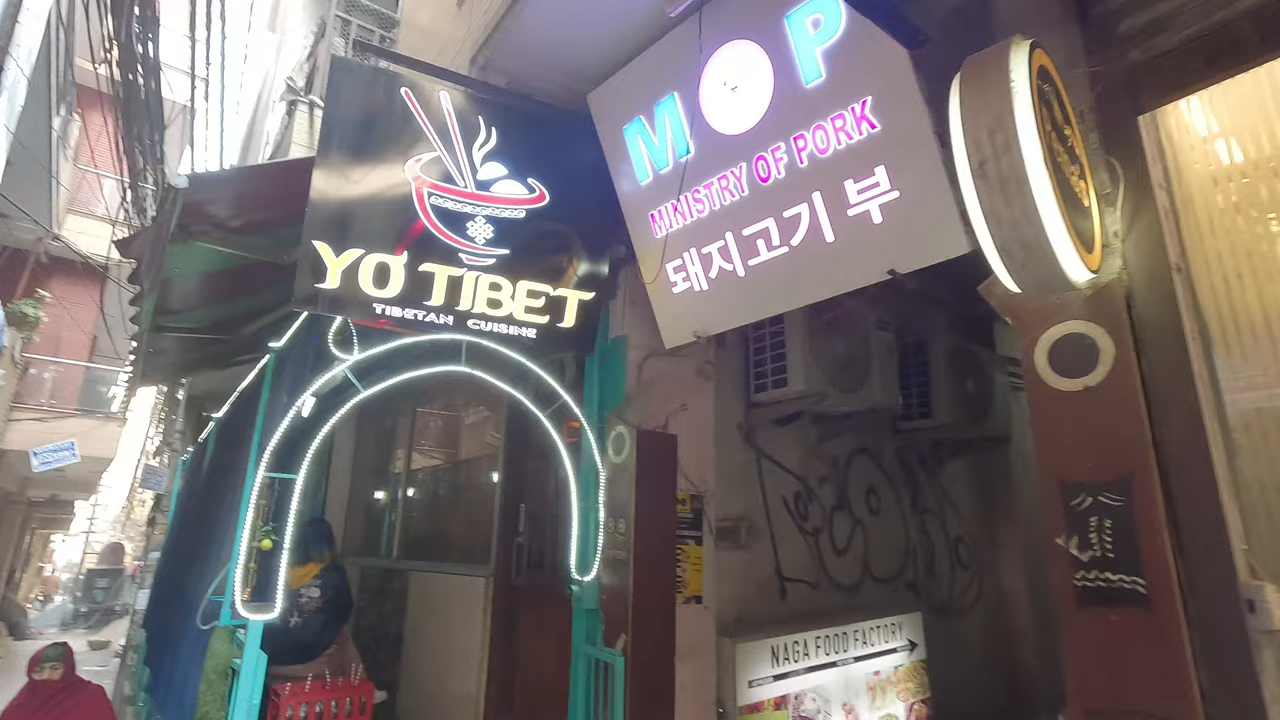 YO TIBET
TIBETAN CUISINE
MOP
MINISTRY OF PORK
돼지고기 부
NAGA FOOD FACTORY